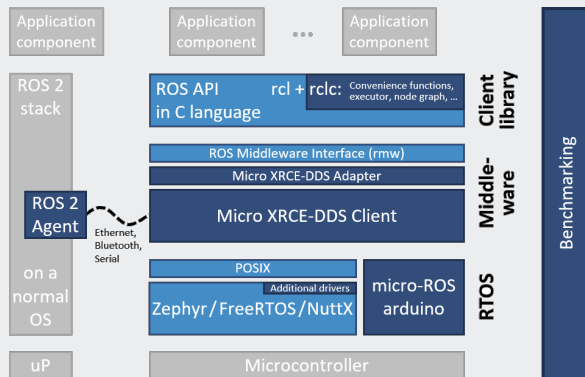 Application
component
Application
component
...
Application
component
ROS 2
stack
ROS API
in C language
rcl + rclc:
Convenience functions,
executor, node graph, ...
Client
library
ROS Middleware Interface (rmw)
Micro XRCE-DDS Adapter
Micro XRCE-DDS Client
Middle-
ware
ROS 2
Agent
Ethernet,
Bluetooth,
Serial
on a
normal
OS
POSIX
Additional drivers
Zephyr/FreeRTOS/NuttX
micro-ROS
arduino
RTOS
uP
Microcontroller
Benchmarking